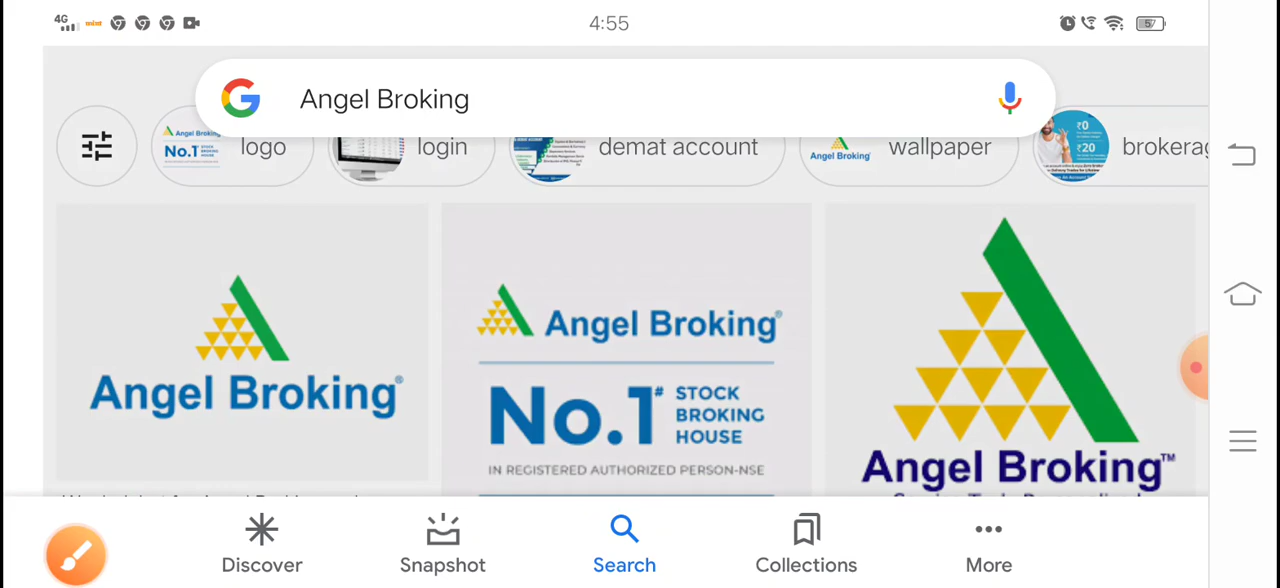 4G mint 4:55 57
Angel Broking
logo login demat account wallpaper
Angel Broking
No.1
Angel Broking
₹0
₹20
Angel Broking®
Angel Broking®
No.1# STOCK
BROKING
HOUSE
IN REGISTERED AUTHORIZED PERSON-NSE
Angel Broking™
Discover Snapshot Search Collections More